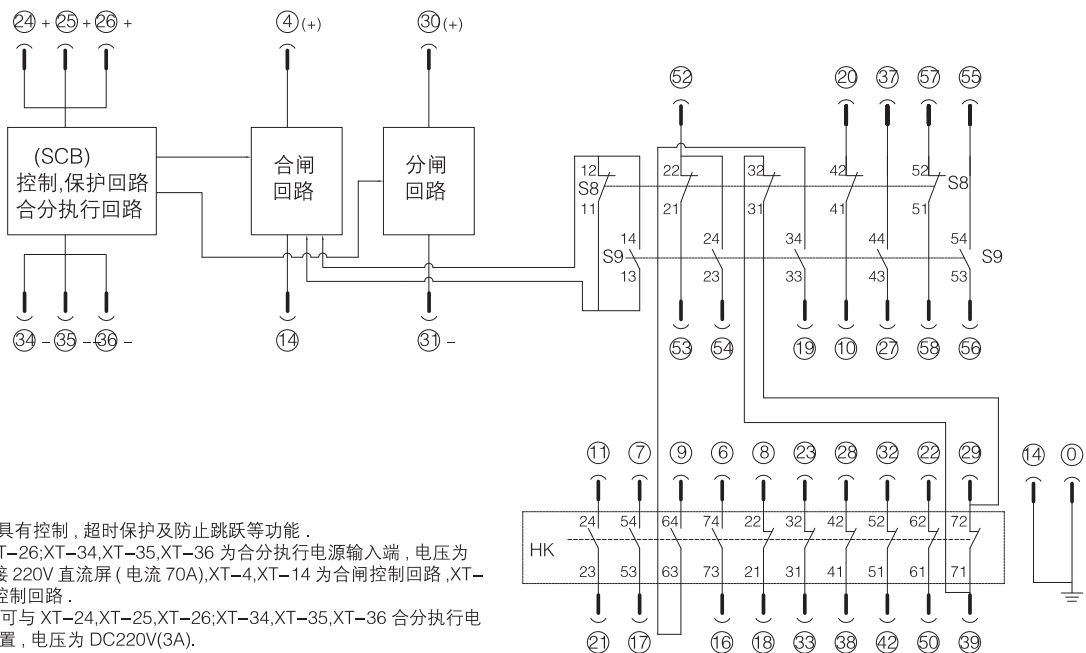 24 + 25 + 26 + 4 (+) 30 (+)
52 20 37 57 55
(SCB)
控制,保护回路
合分执行回路
合闸
回路
分闸
回路
12 22 32 42 52
S8 S8
11 21 31 41 51
14 24 34 44 54
S9 S9
13 23 33 43 53
34 – 35 – 36 – 14 31 –
53 54 19 10 27 58 56
11 7 9 6 8 23 28 32 22 29 14 0
24 54 64 74 22 32 42 52 62 72
HK
23 53 63 73 21 31 41 51 61 71
21 17 16 18 33 38 42 50 39
具有控制,超时保护及防止跳跃等功能.
T–26;XT–34,XT–35,XT–36 为合分执行电源输入端,电压为
接 220V 直流屏(电流 70A),XT–4,XT–14 为合闸控制回路,XT–
控制回路.
可与 XT–24,XT–25,XT–26;XT–34,XT–35,XT–36 合分执行电
置,电压为 DC220V(3A).